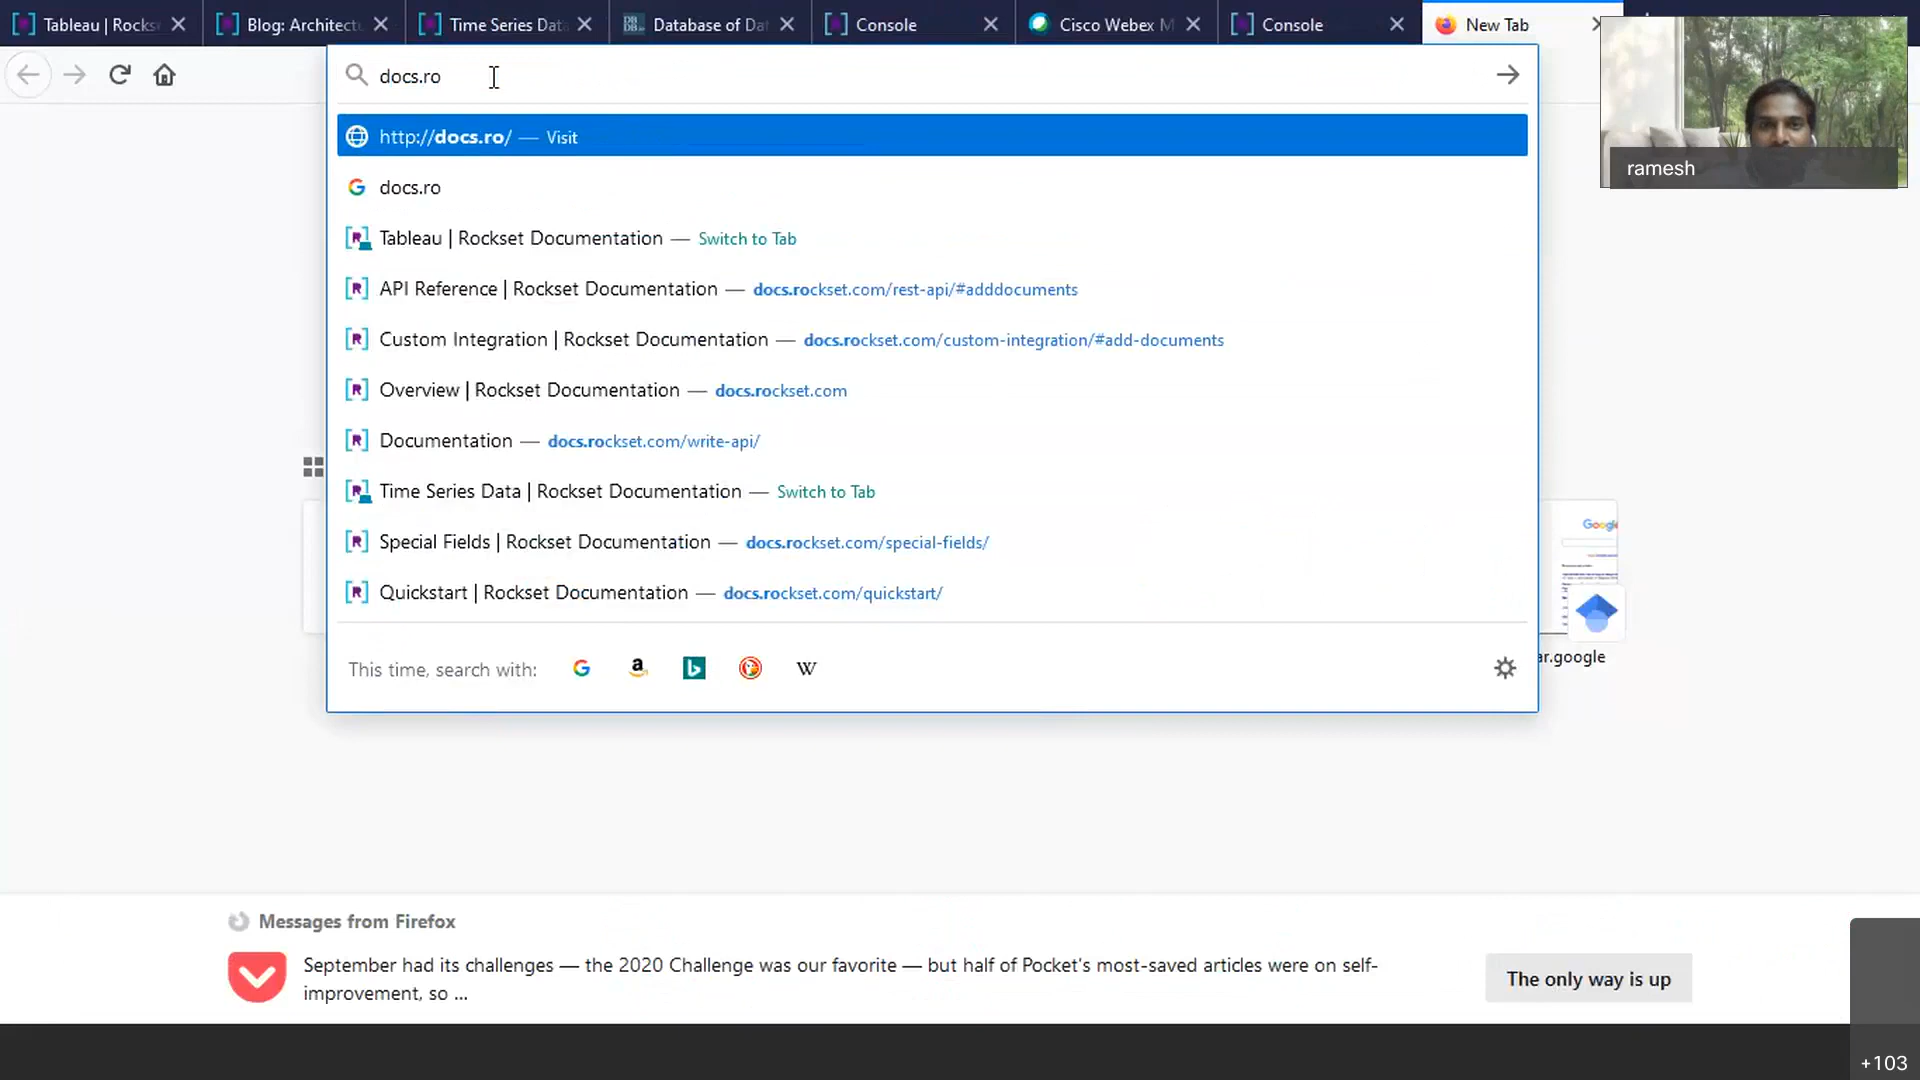 Tableau | Rocks
Blog: Architect
Time Series Dat
Database of Dat
Console
Cisco Webex M
Console
New Tab
docs.ro
http://docs.ro/ — Visit
docs.ro
Tableau | Rockset Documentation — Switch to Tab
API Reference | Rockset Documentation — docs.rockset.com/rest-api/#adddocuments
Custom Integration | Rockset Documentation — docs.rockset.com/custom-integration/#add-documents
Overview | Rockset Documentation — docs.rockset.com
Documentation — docs.rockset.com/write-api/
Time Series Data | Rockset Documentation — Switch to Tab
Special Fields | Rockset Documentation — docs.rockset.com/special-fields/
Quickstart | Rockset Documentation — docs.rockset.com/quickstart/
This time, search with:
ramesh
Google
ar.google
Messages from Firefox
September had its challenges — the 2020 Challenge was our favorite — but half of Pocket's most-saved articles were on self-
improvement, so ...
The only way is up
+103